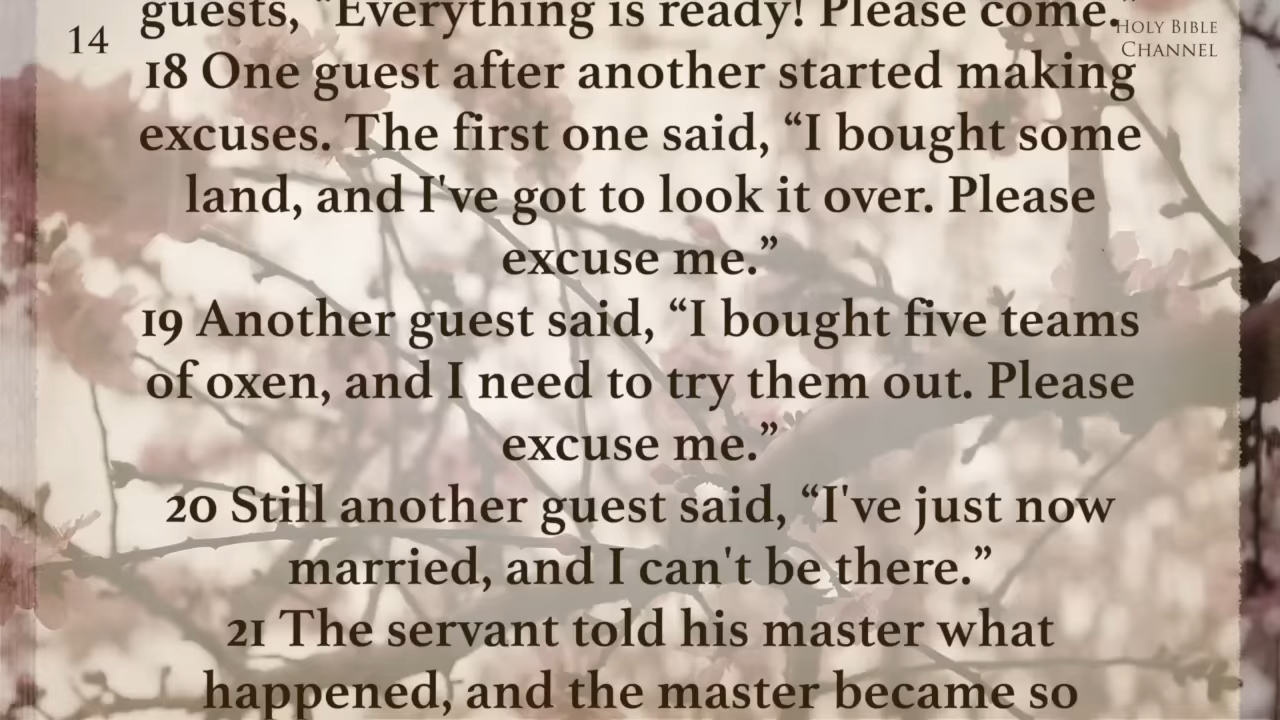 guests, “Everything is ready! Please come.”
14
HOLY BIBLE
CHANNEL
18 One guest after another started making
excuses. The first one said, “I bought some
land, and I've got to look it over. Please
excuse me.”
19 Another guest said, “I bought five teams
of oxen, and I need to try them out. Please
excuse me.”
20 Still another guest said, “I've just now
married, and I can't be there.”
21 The servant told his master what
happened, and the master became so